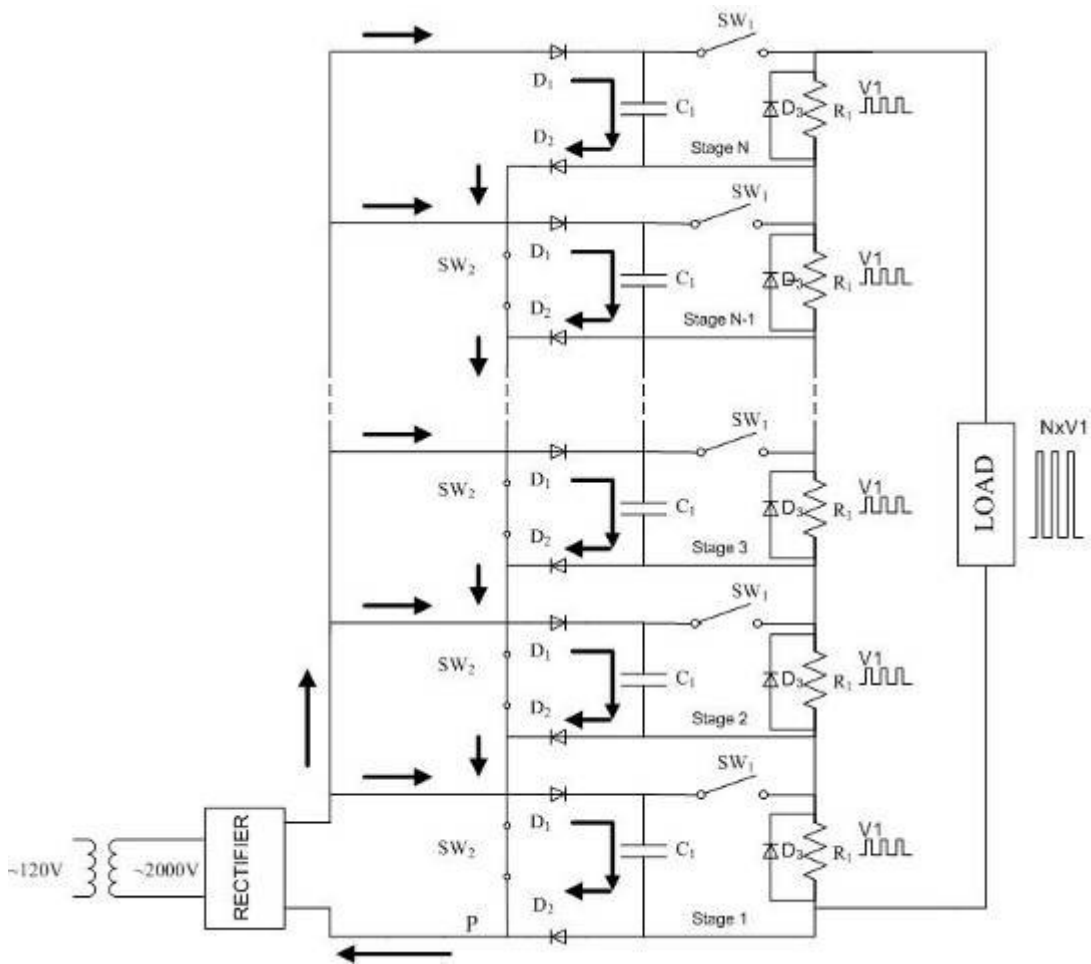 SW₁
D₁
C₁
D₃
R₁
V1
D₂
Stage N
SW₁
SW₂
D₁
C₁
D₃
R₁
V1
D₂
Stage N-1
SW₁
SW₂
D₁
C₁
D₃
R₁
V1
D₂
Stage 3
LOAD
NxV1
SW₁
SW₂
D₁
C₁
D₃
R₁
V1
D₂
Stage 2
SW₁
SW₂
D₁
C₁
D₃
R₁
V1
D₂
Stage 1
~120V
~2000V
RECTIFIER
P